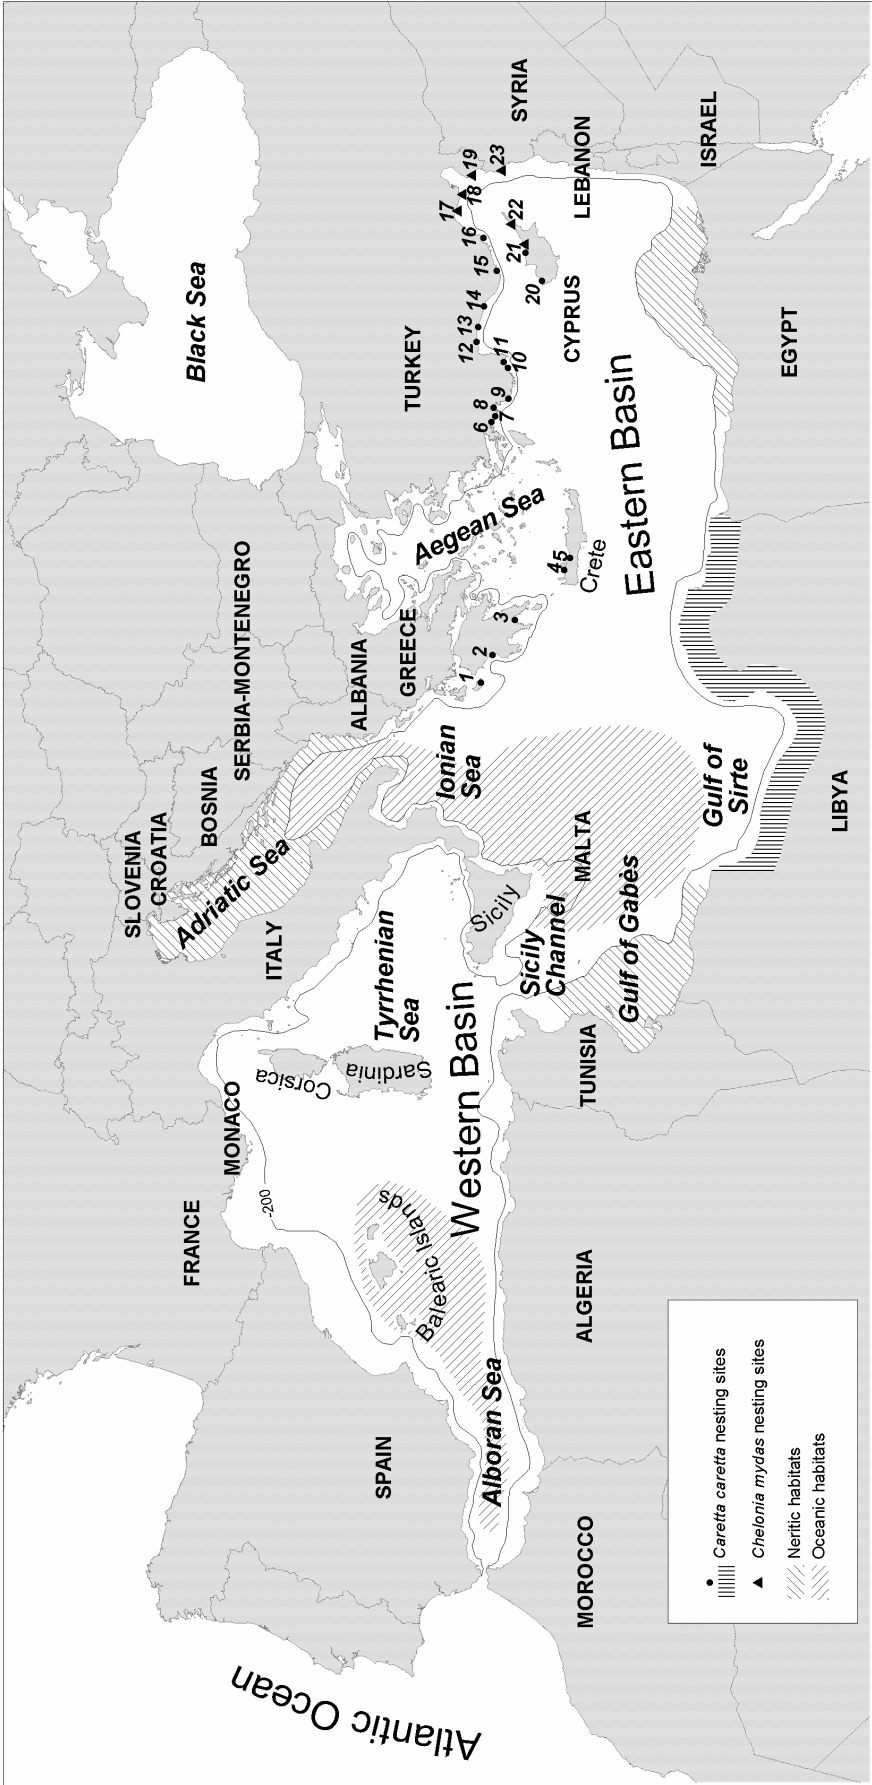 Atlantic Ocean
SPAIN
FRANCE
MONACO
ITALY
SLOVENIA
CROATIA
BOSNIA
SERBIA-MONTENEGRO
ALBANIA
GREECE
TURKEY
Black Sea
SYRIA
LEBANON
ISRAEL
EGYPT
LIBYA
TUNISIA
ALGERIA
MOROCCO
MALTA
CYPRUS
Adriatic Sea
Tyrrhenian
Sea
Ionian
Sea
Aegean Sea
Alboran Sea
Balearic Islands
Corsica
Sardinia
Sicily
Sicily
Channel
Gulf of Gabès
Gulf of
Sirte
Crete
Western Basin
Eastern Basin
-200
1
2
3
4
5
6
7
8
9
10
11
12
13
14
15
16
17
18
19
20
21
22
23
Caretta caretta nesting sites
Chelonia mydas nesting sites
Neritic habitats
Oceanic habitats